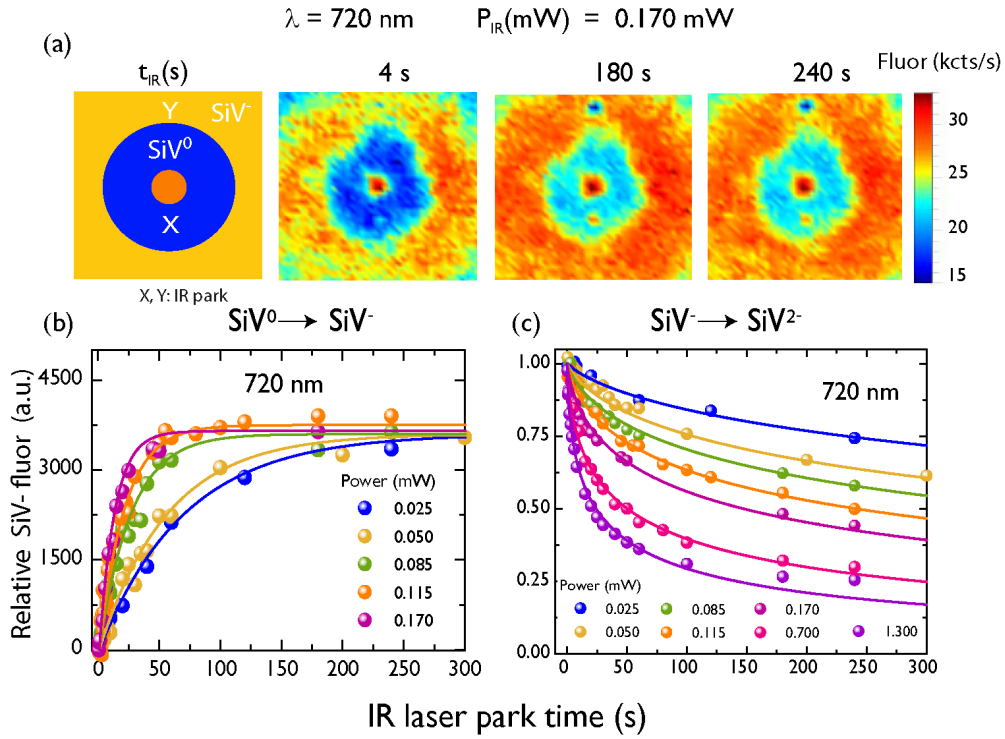 λ = 720 nm P_IR(mW) = 0.170 mW
(a)
t_IR(s) 4 s 180 s 240 s Fluor (kcts/s)
Y SiV⁻
SiV⁰
X
30
25
20
15
X, Y: IR park
(b) SiV⁰→ SiV⁻
720 nm
Relative SiV- fluor (a.u.)
4500
3000
1500
0
Power (mW)
0.025
0.050
0.085
0.115
0.170
0 50 100 150 200 250 300
(c) SiV⁻→ SiV²⁻
720 nm
1.00
0.75
0.50
0.25
0.00
Power (mW)
0.025 0.085 0.170
0.050 0.115 0.700 1.300
0 50 100 150 200 250 300
IR laser park time (s)